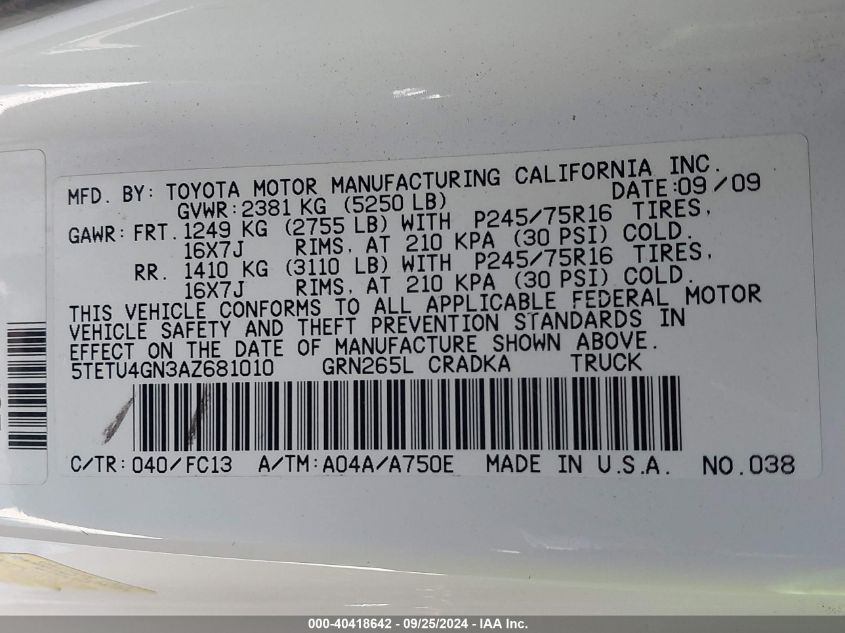 MFD. BY: TOYOTA MOTOR MANUFACTURING CALIFORNIA INC.
GVWR: 2381 KG (5250 LB) DATE: 09/09
GAWR: FRT. 1249 KG (2755 LB) WITH P245/75R16 TIRES,
16X7J RIMS, AT 210 KPA (30 PSI) COLD.
RR. 1410 KG (3110 LB) WITH P245/75R16 TIRES,
16X7J RIMS, AT 210 KPA (30 PSI) COLD.
THIS VEHICLE CONFORMS TO ALL APPLICABLE FEDERAL MOTOR
VEHICLE SAFETY AND THEFT PREVENTION STANDARDS IN
EFFECT ON THE DATE OF MANUFACTURE SHOWN ABOVE.
5TETU4GN3AZ681010 GRN265L CRADKA TRUCK
C/TR: 040/FC13 A/TM: A04A/A750E MADE IN U.S.A. NO.038
000-40418642 - 09/25/2024 - IAA Inc.